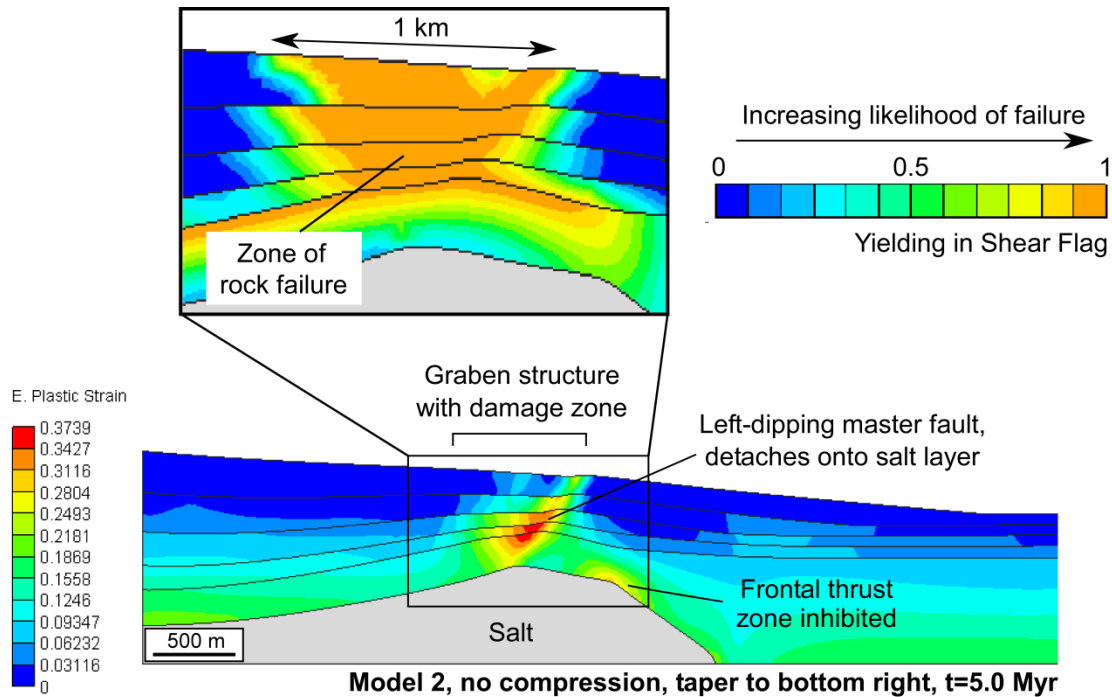 1 km
Increasing likelihood of failure
0 0.5 1
Yielding in Shear Flag
Zone of
rock failure
Graben structure
with damage zone
Left-dipping master fault,
detaches onto salt layer
E. Plastic Strain
0.3739
0.3427
0.3116
0.2804
0.2493
0.2181
0.1869
0.1558
0.1246
0.09347
0.06232
0.03116
0
500 m
Salt
Frontal thrust
zone inhibited
Model 2, no compression, taper to bottom right, t=5.0 Myr